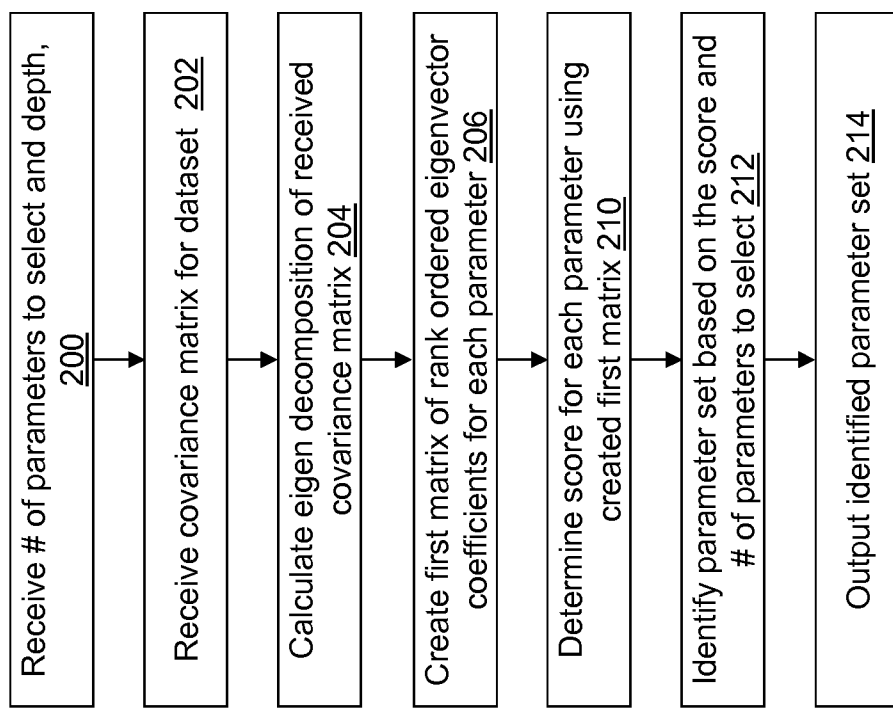 Receive # of parameters to select and depth,
200
Receive covariance matrix for dataset 202
Calculate eigen decomposition of received
covariance matrix 204
Create first matrix of rank ordered eigenvector
coefficients for each parameter 206
Determine score for each parameter using
created first matrix 210
Identify parameter set based on the score and
# of parameters to select 212
Output identified parameter set 214